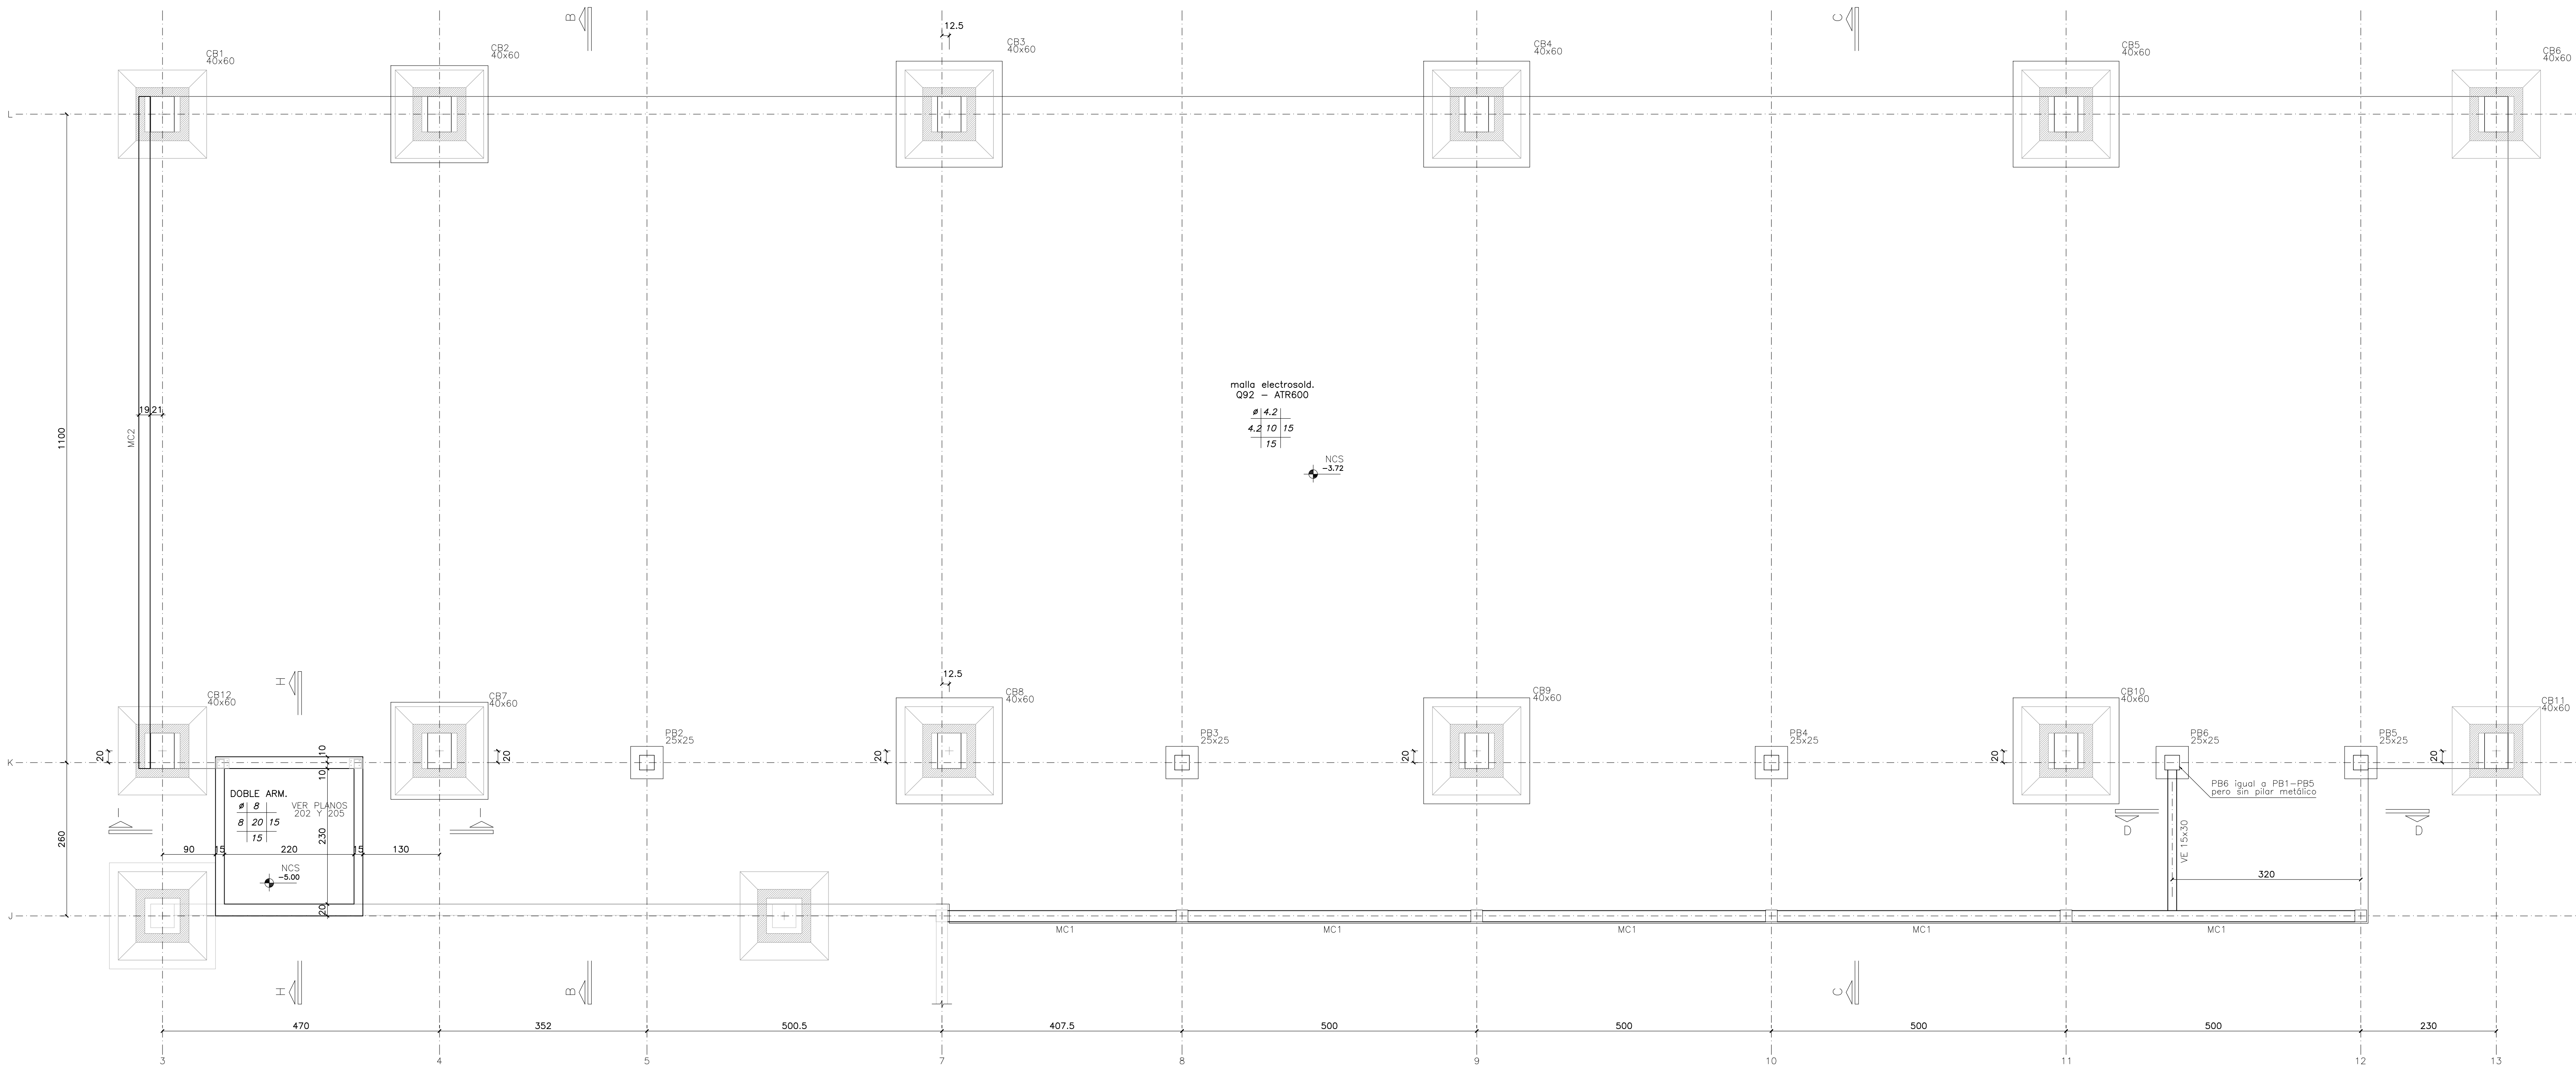 B
C
12.5
CB1
40x60
CB2
40x60
CB3
40x60
CB4
40x60
CB5
40x60
CB6
40x60
L
malla electrosold.
Q92 – ATR600
ø 4.2
4.2 10 15
15
19 21
MC2
1100
NCS
-3.72
H
12.5
CB12
40x60
CB7
40x60
CB8
40x60
CB9
40x60
CB10
40x60
CB11
40x60
PB2
25x25
PB3
25x25
PB4
25x25
PB6
25x25
PB5
25x25
20
10
20
20
20
20
20
K
10
DOBLE ARM.
ø 8
8 20 15
15
VER PLANOS
202 Y 205
PB6 igual a PB1–PB5
pero sin pilar metálico
I
I
D
D
260
230
VE 15x30
90 15 220 15 130
NCS
-5.00
320
20
J
MC1
MC1
MC1
MC1
MC1
H
B
C
470 352 500.5 407.5 500 500 500 500 230
3 4 5 7 8 9 10 11 12 13